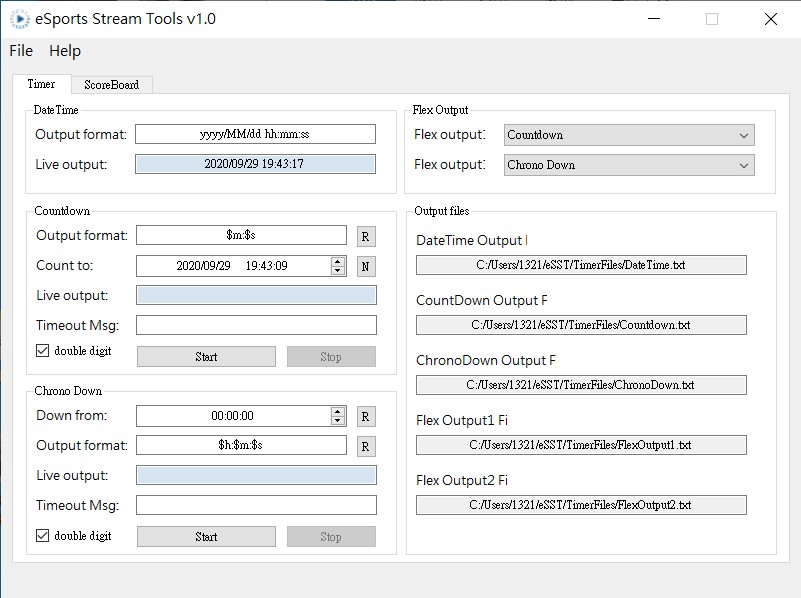 eSports Stream Tools v1.0
File Help
Timer ScoreBoard
DateTime
Output format: yyyy/MM/dd hh:mm:ss
Live output: 2020/09/29 19:43:17
Flex Output
Flex output: Countdown
Flex output: Chrono Down
Countdown
Output format: $m:$s R
Count to: 2020/09/29 19:43:09 N
Live output:
Timeout Msg:
double digit Start Stop
Chrono Down
Down from: 00:00:00 R
Output format: $h:$m:$s R
Live output:
Timeout Msg:
double digit Start Stop
Output files
DateTime Output
C:/Users/1321/eSST/TimerFiles/DateTime.txt
CountDown Output F
C:/Users/1321/eSST/TimerFiles/Countdown.txt
ChronoDown Output F
C:/Users/1321/eSST/TimerFiles/ChronoDown.txt
Flex Output1 Fi
C:/Users/1321/eSST/TimerFiles/FlexOutput1.txt
Flex Output2 Fi
C:/Users/1321/eSST/TimerFiles/FlexOutput2.txt